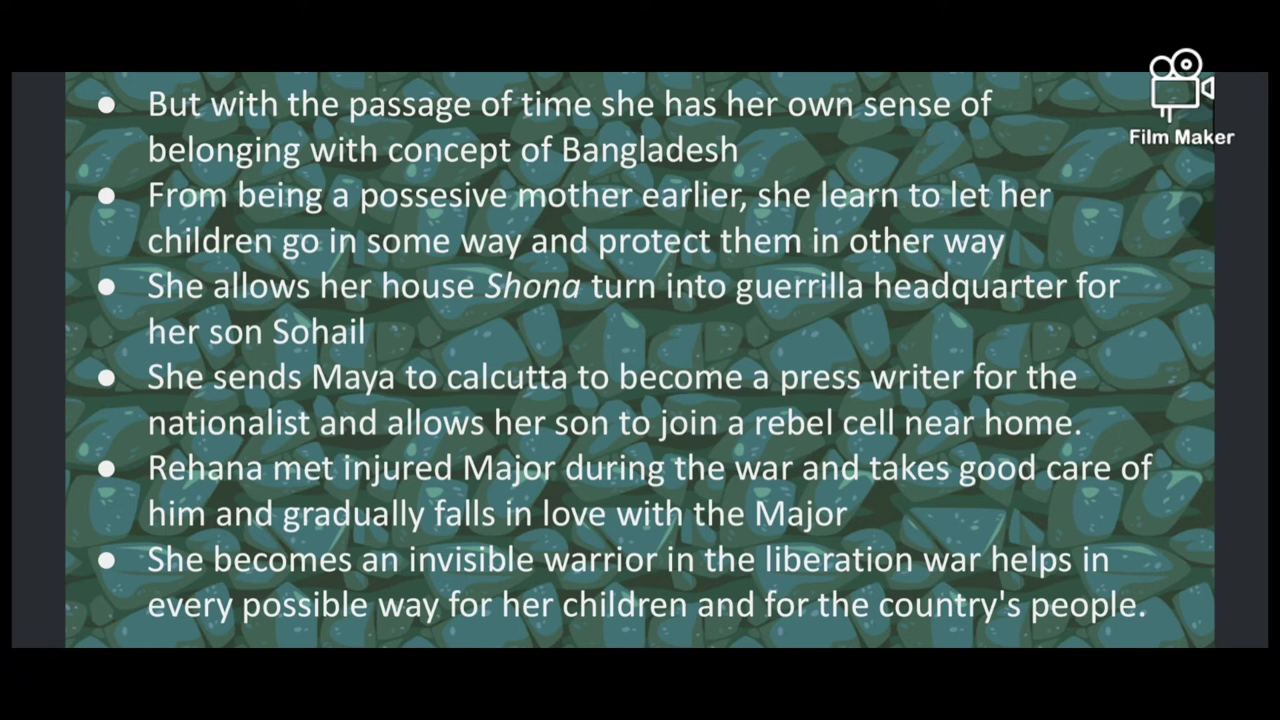 ● But with the passage of time she has her own sense of
belonging with concept of Bangladesh
● From being a possesive mother earlier, she learn to let her
children go in some way and protect them in other way
● She allows her house Shona turn into guerrilla headquarter for
her son Sohail
● She sends Maya to calcutta to become a press writer for the
nationalist and allows her son to join a rebel cell near home.
● Rehana met injured Major during the war and takes good care of
him and gradually falls in love with the Major
● She becomes an invisible warrior in the liberation war helps in
every possible way for her children and for the country's people.
Film Maker